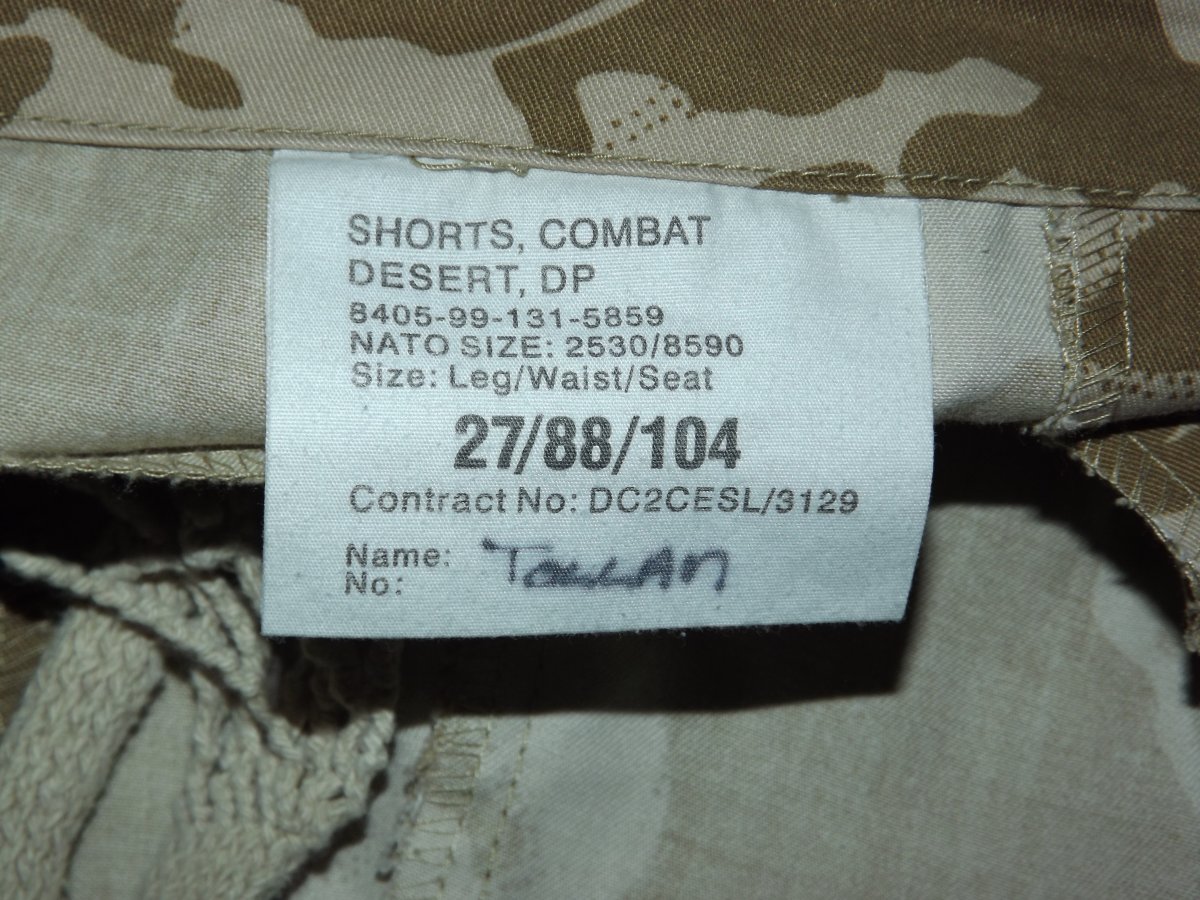 SHORTS, COMBAT
DESERT, DP
8405-99-131-5859
NATO SIZE: 2530/8590
Size: Leg/Waist/Seat
27/88/104
Contract No: DC2CESL/3129
Name:
No: